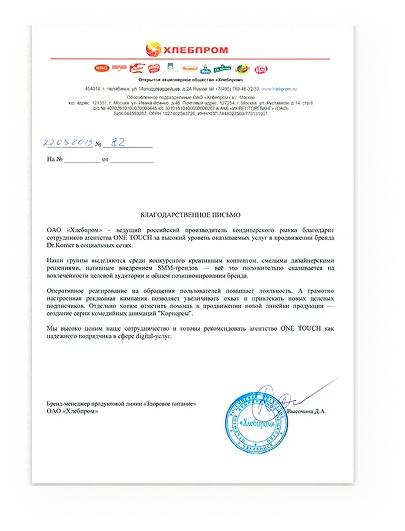 ХЛЕБПРОМ
Открытое акционерное общество «Хлебпром»
454014, г. Челябинск, ул. Молодогвардейцев, д. 2А Russia Tel +7(495) 789-46-32/33, www.hlebprom.ru
Обособленное подразделение ОАО «Хлебпром» в г. Москве
22.03.2019 № 82
На № от
БЛАГОДАРСТВЕННОЕ ПИСЬМО
ОАО «Хлебпром» – ведущий российский производитель кондитерского рынка благодарит
сотрудников агентства ONE TOUCH за высокий уровень оказываемых услуг в продвижении бренда
Dr.Korner в социальных сетях.
Наши группы выделяются среди конкурентов креативным контентом, смелыми дизайнерскими
решениями, нативным внедрением SMM-трендов — всё это положительно сказывается на
вовлеченности целевой аудитории и общем позиционировании бренда.
Оперативное реагирование на обращения пользователей повышает лояльность. А грамотно
настроенная рекламная кампания позволяет увеличивать охват и привлекать новых целевых
подписчиков. Отдельно хотим отметить помощь в продвижении новой линейки продукции —
создание серии комедийных анимаций "Корнеры".
Мы высоко ценим наше сотрудничество и готовы рекомендовать агентство ONE TOUCH как
надежного подрядчика в сфере digital-услуг.
Бренд-менеджер продуктовой линии «Здоровое питание»
ОАО «Хлебпром»
Высочина Д.А.
«Хлебпром»